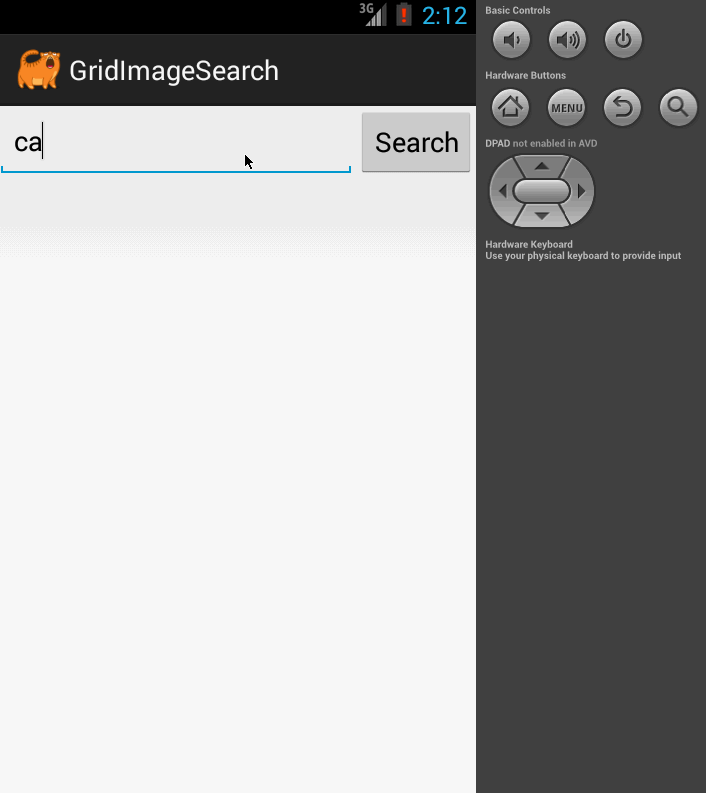 3G 2:12
GridImageSearch
ca
Search
Basic Controls
Hardware Buttons
MENU
DPAD not enabled in AVD
Hardware Keyboard
Use your physical keyboard to provide input